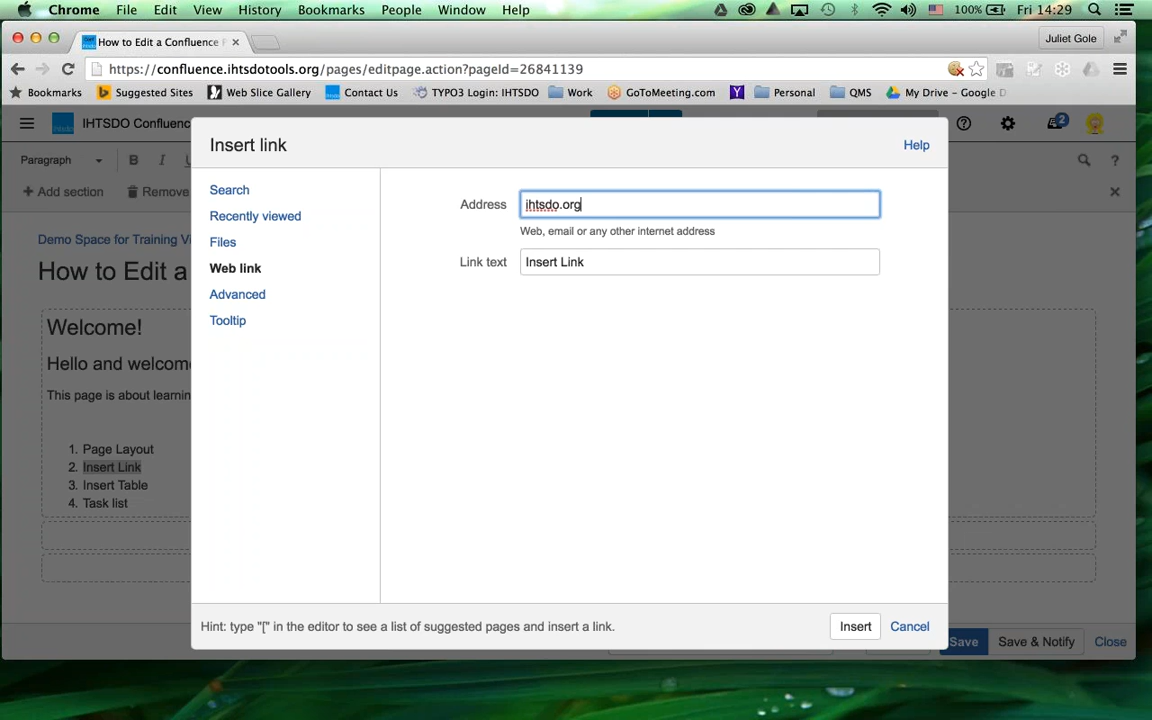 Chrome File Edit View History Bookmarks People Window Help 100% Fri 14:29
How to Edit a Confluence P Juliet Gole
https://confluence.ihtsdotools.org/pages/editpage.action?pageId=26841139
Bookmarks Suggested Sites Web Slice Gallery Contact Us TYPO3 Login: IHTSDO Work GoToMeeting.com Personal QMS My Drive - Google D
IHTSDO Confluenc 2
Insert link Help
Paragraph B I U ?
Add section Remove
Search
Recently viewed
Files
Web link
Advanced
Tooltip
Address ihtsdo.org
Web, email or any other internet address
Link text Insert Link
Demo Space for Training Vi
How to Edit a
Welcome!
Hello and welcome
This page is about learnin
1. Page Layout
2. Insert Link
3. Insert Table
4. Task list
Hint: type "[" in the editor to see a list of suggested pages and insert a link. Insert Cancel
Save Save & Notify Close